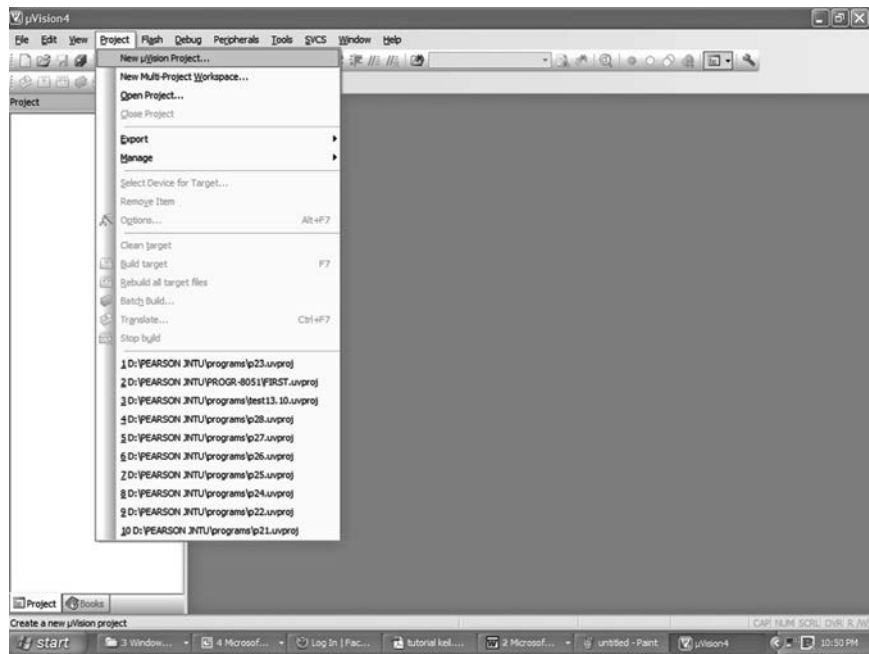 µVision4
File Edit View Project Flash Debug Peripherals Tools SVCS Window Help
New µVision Project...
New Multi-Project Workspace...
Open Project...
Close Project
Export
Manage
Select Device for Target...
Remove Item
Options... Alt+F7
Clean target
Build target F7
Rebuild all target files
Batch Build...
Translate... Ctrl+F7
Stop build
1 D:\PEARSON JNTU\programs\p23.uvproj
2 D:\PEARSON JNTU\PROGR-8051\FIRST.uvproj
3 D:\PEARSON JNTU\programs\test13.10.uvproj
4 D:\PEARSON JNTU\programs\p28.uvproj
5 D:\PEARSON JNTU\programs\p27.uvproj
6 D:\PEARSON JNTU\programs\p26.uvproj
7 D:\PEARSON JNTU\programs\p25.uvproj
8 D:\PEARSON JNTU\programs\p24.uvproj
9 D:\PEARSON JNTU\programs\p22.uvproj
10 D:\PEARSON JNTU\programs\p21.uvproj
Project
Project Books
Create a new µVision project
CAP NUM SCRL OVR R/W
start 3 Window... 4 Microsof... Log In | Fac... tutorial keil.... 2 Microsof... untitled - Paint µVision4 10:50 PM